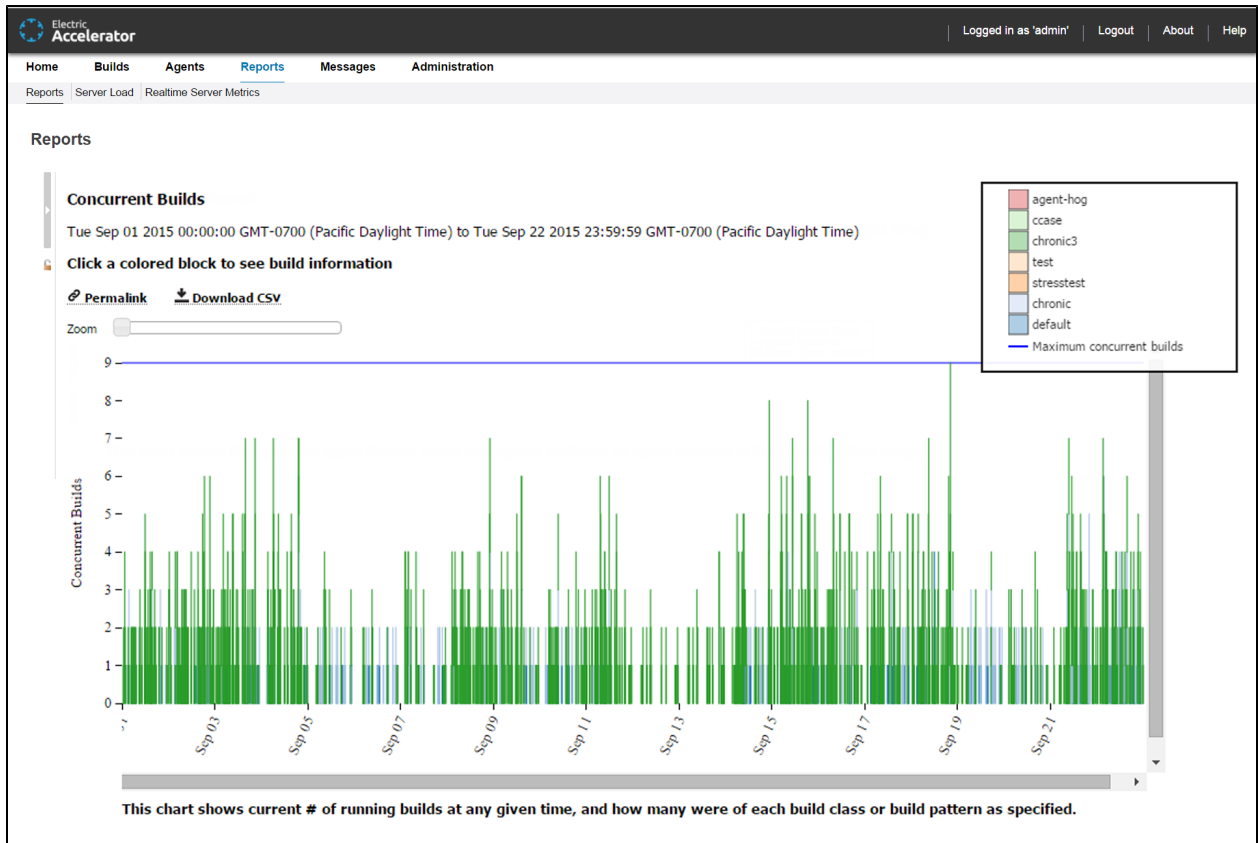 Electric
Accelerator
Logged in as 'admin' Logout About Help
Home Builds Agents Reports Messages Administration
Reports Server Load Realtime Server Metrics
Reports
Concurrent Builds
Tue Sep 01 2015 00:00:00 GMT-0700 (Pacific Daylight Time) to Tue Sep 22 2015 23:59:59 GMT-0700 (Pacific Daylight Time)
Click a colored block to see build information
Permalink Download CSV
Zoom
agent-hog
ccase
chronic3
test
stresstest
chronic
default
Maximum concurrent builds
Concurrent Builds
9
8
7
6
5
4
3
2
1
0
Sep 03 Sep 05 Sep 07 Sep 09 Sep 11 Sep 13 Sep 15 Sep 17 Sep 19 Sep 21
This chart shows current # of running builds at any given time, and how many were of each build class or build pattern as specified.